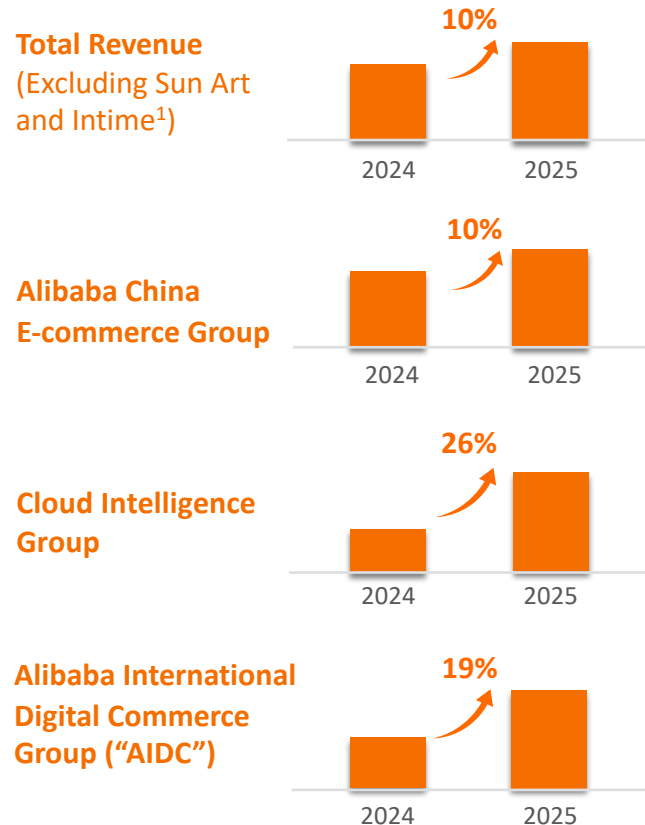 Total Revenue
(Excluding Sun Art
and Intime1)
10%
2024 2025
Alibaba China
E-commerce Group
10%
2024 2025
Cloud Intelligence
Group
26%
2024 2025
Alibaba International
Digital Commerce
Group (“AIDC”)
19%
2024 2025